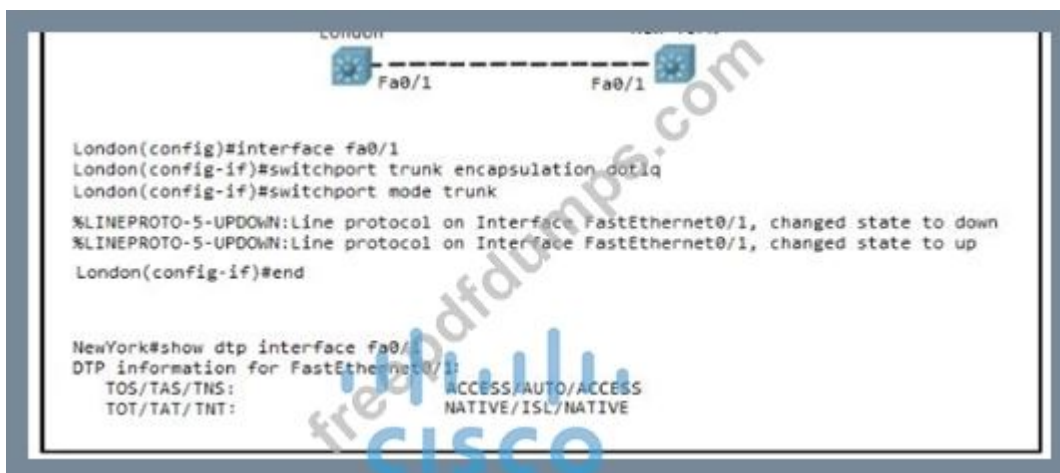 London
Fa0/1 Fa0/1
London(config)#interface fa0/1
London(config-if)#switchport trunk encapsulation dot1q
London(config-if)#switchport mode trunk
%LINEPROTO-5-UPDOWN:Line protocol on Interface FastEthernet0/1, changed state to down
%LINEPROTO-5-UPDOWN:Line protocol on Interface FastEthernet0/1, changed state to up
London(config-if)#end
NewYork#show dtp interface fa0/1
DTP information for FastEthernet0/1:
TOS/TAS/TNS: ACCESS/AUTO/ACCESS
TOT/TAT/TNT: NATIVE/ISL/NATIVE
freepdfdumps.com
CISCO